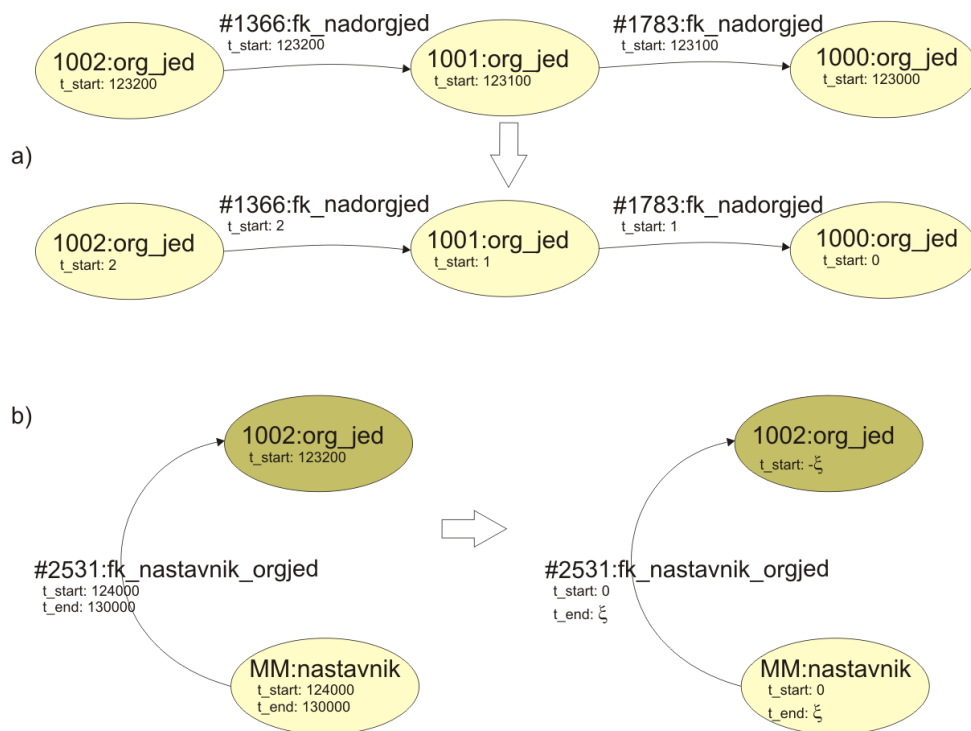 #1366:fk_nadorgjed
t_start: 123200
#1783:fk_nadorgjed
t_start: 123100
1002:org_jed
t_start: 123200
1001:org_jed
t_start: 123100
1000:org_jed
t_start: 123000
a)
#1366:fk_nadorgjed
t_start: 2
#1783:fk_nadorgjed
t_start: 1
1002:org_jed
t_start: 2
1001:org_jed
t_start: 1
1000:org_jed
t_start: 0
b)
1002:org_jed
t_start: 123200
#2531:fk_nastavnik_orgjed
t_start: 124000
t_end: 130000
MM:nastavnik
t_start: 124000
t_end: 130000
1002:org_jed
t_start: -ξ
#2531:fk_nastavnik_orgjed
t_start: 0
t_end: ξ
MM:nastavnik
t_start: 0
t_end: ξ